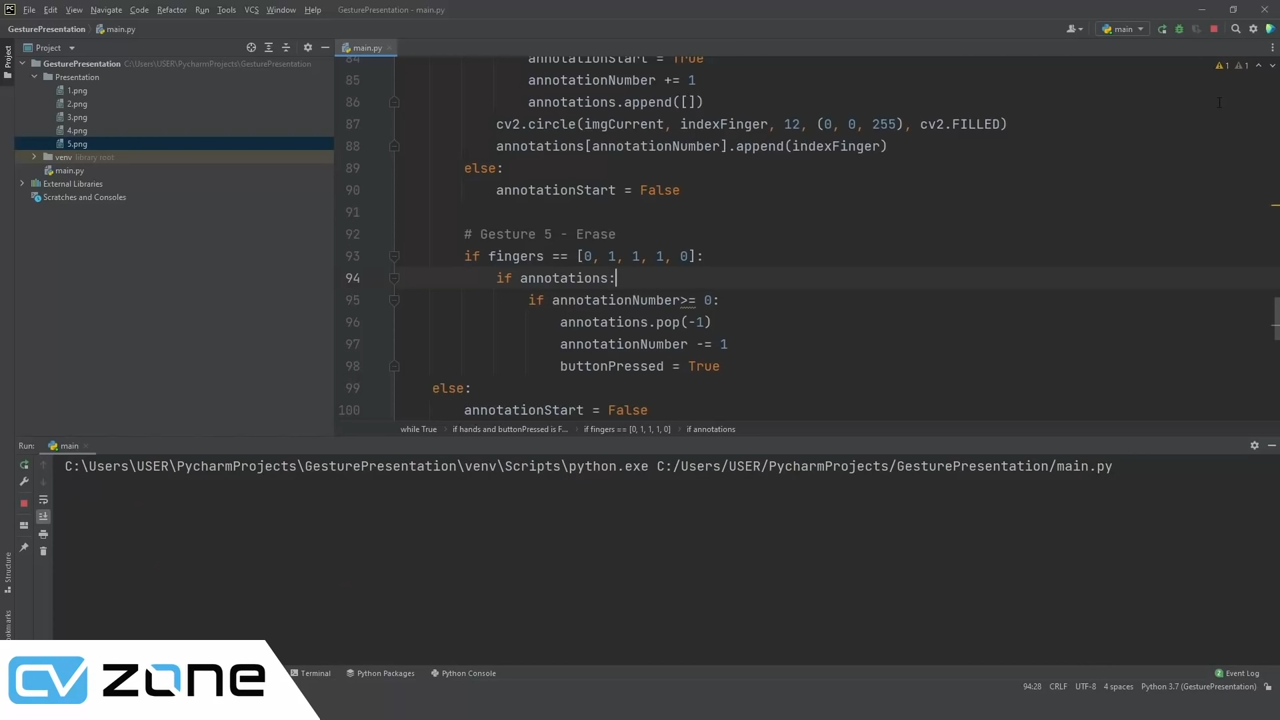 File Edit View Navigate Code Refactor Run Tools VCS Window Help GesturePresentation - main.py
GesturePresentation main.py main
Project main.py
GesturePresentation C:\Users\USER\PycharmProjects\GesturePresentation
Presentation
1.png
2.png
3.png
4.png
5.png
venv library root
main.py
External Libraries
Scratches and Consoles
Project
84 annotationStart = True
1 1
85 annotationNumber += 1
86 annotations.append([])
87 cv2.circle(imgCurrent, indexFinger, 12, (0, 0, 255), cv2.FILLED)
88 annotations[annotationNumber].append(indexFinger)
89 else:
90 annotationStart = False
91
92 # Gesture 5 - Erase
93 if fingers == [0, 1, 1, 1, 0]:
94 if annotations:
95 if annotationNumber>= 0:
96 annotations.pop(-1)
97 annotationNumber -= 1
98 buttonPressed = True
99 else:
100 annotationStart = False
while True if hands and buttonPressed is F... if fingers == [0, 1, 1, 1, 0] if annotations
Run: main
C:\Users\USER\PycharmProjects\GesturePresentation\venv\Scripts\python.exe C:/Users/USER/PycharmProjects/GesturePresentation/main.py
Structure
CV zone
Terminal Python Packages Python Console Event Log
94:28 CRLF UTF-8 4 spaces Python 3.7 (GesturePresentation)